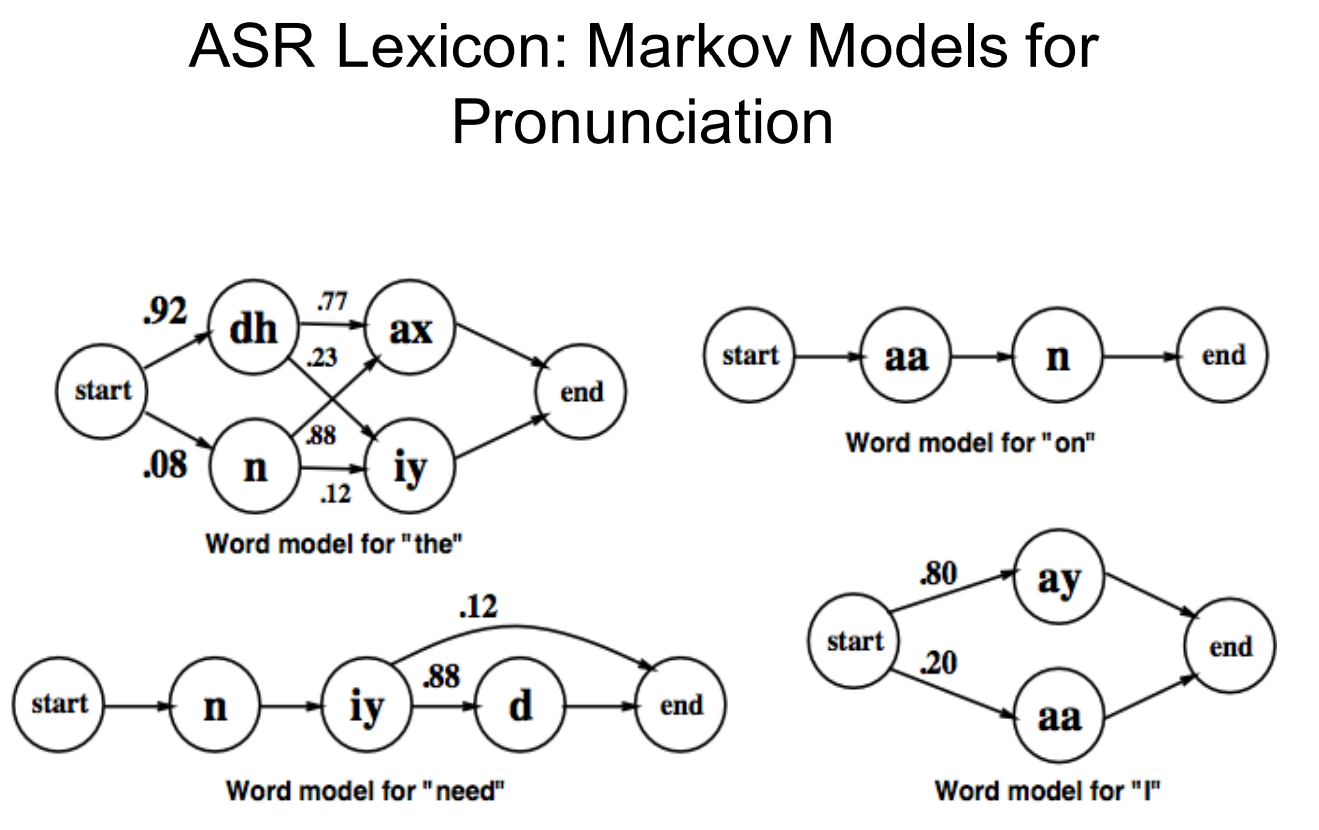 ASR Lexicon: Markov Models for
Pronunciation
.92
dh
.77
ax
start
.23
end
.08
n
.88
iy
.12
Word model for "the"
start
aa
n
end
Word model for "on"
.12
start
n
iy
.88
d
end
Word model for "need"
.80
ay
start
end
.20
aa
Word model for "I"